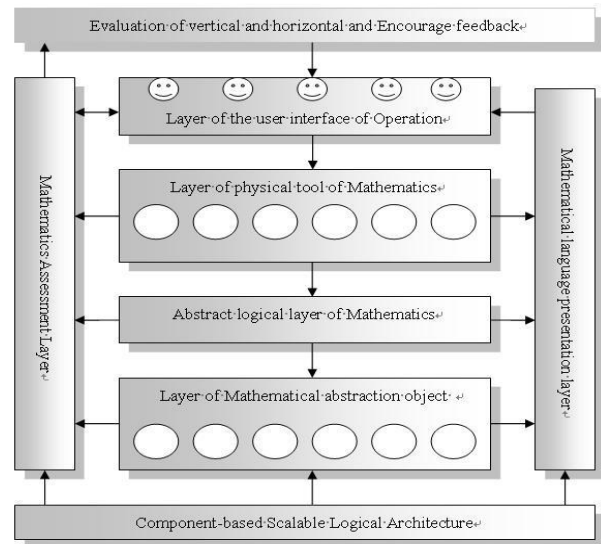 Evaluation of vertical and horizontal and Encourage feedback
Layer of the user interface of Operation
Layer of physical tool of Mathematics
Abstract logical layer of Mathematics
Layer of Mathematical abstraction object
Mathematics Assessment Layer
Mathematical language presentation
layer
Component-based Scalable Logical Architecture